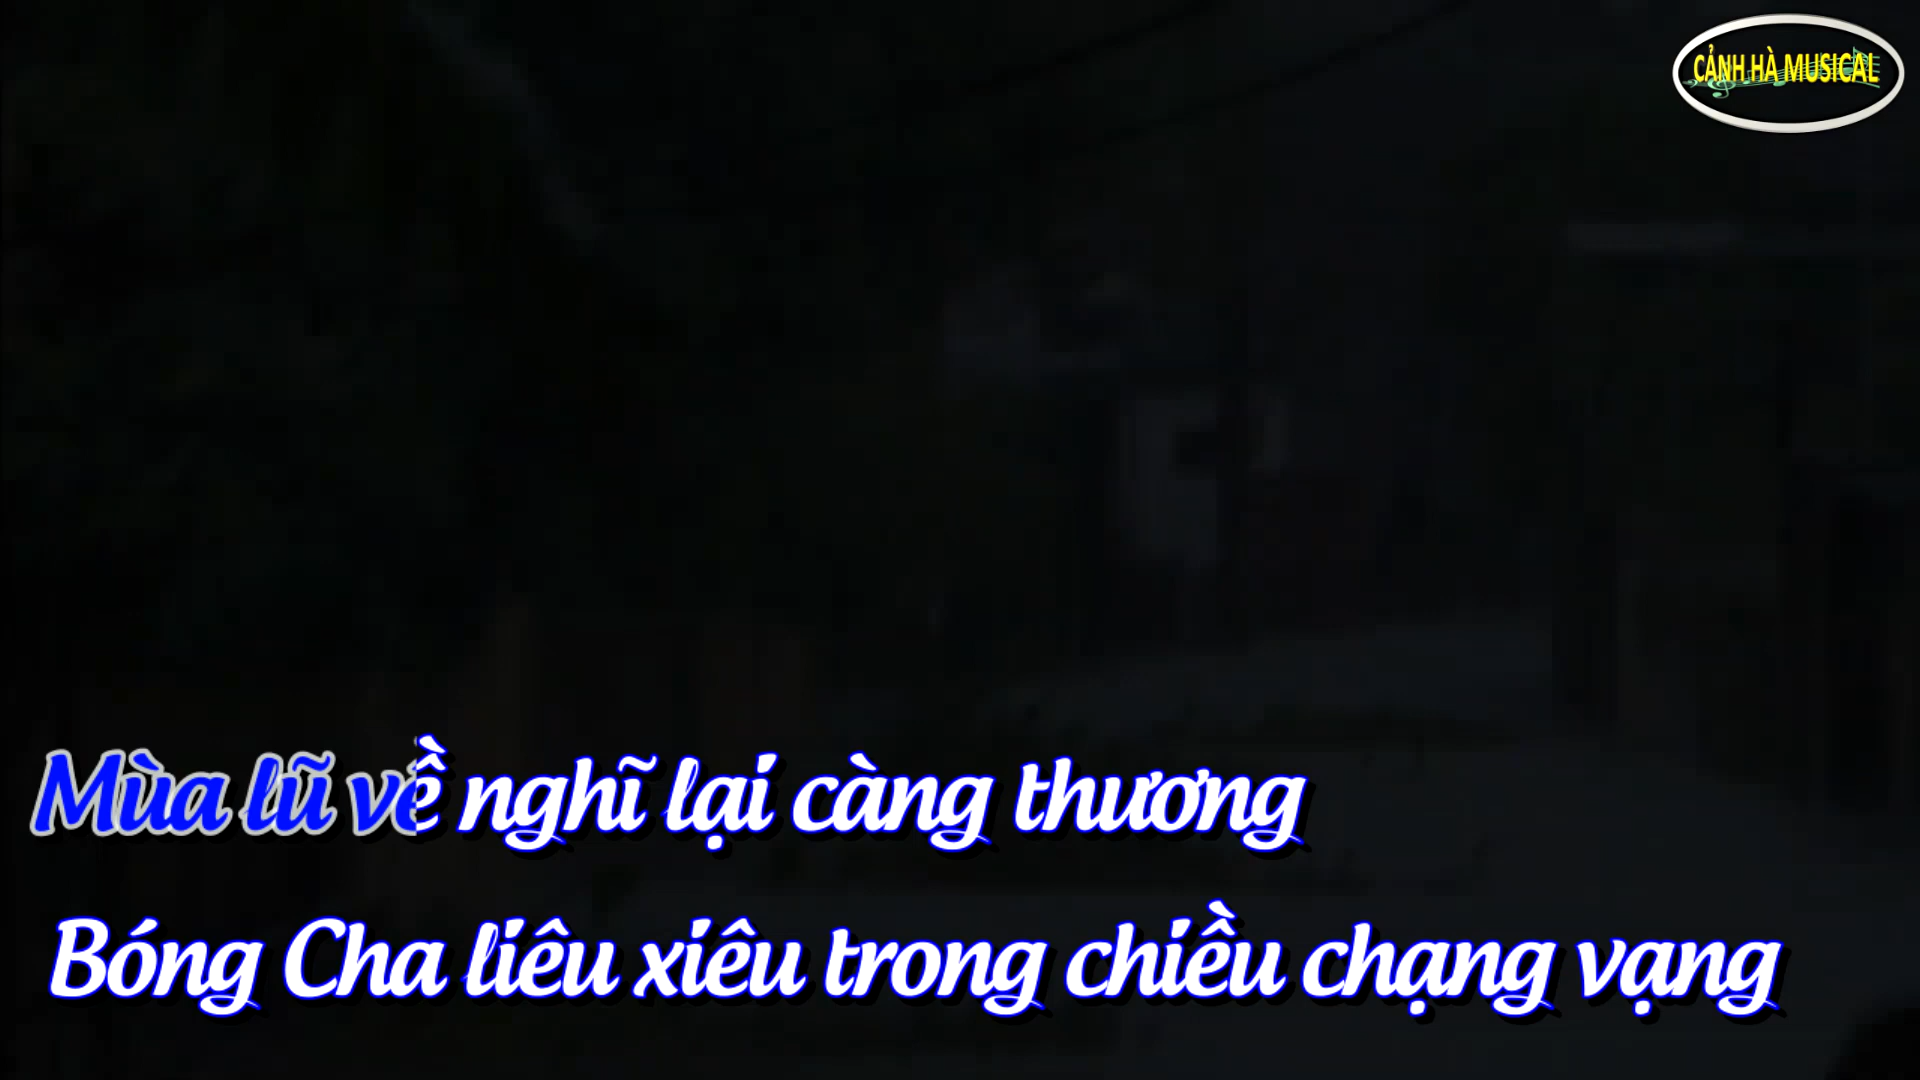 CẢNH HÀ MUSICAL
Mùa lũ về nghĩ lại càng thương
Bóng Cha liêu xiêu trong chiều chạng vạng